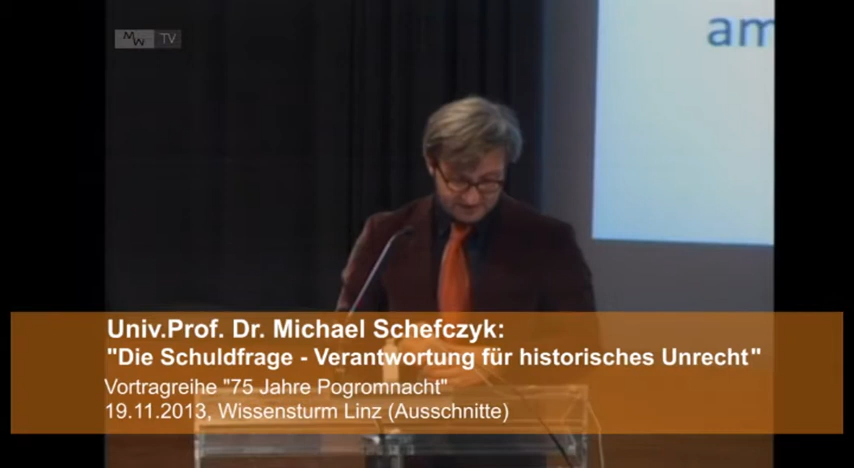 MW TV
am
Univ.Prof. Dr. Michael Schefczyk:
"Die Schuldfrage - Verantwortung für historisches Unrecht"
Vortragreihe "75 Jahre Pogromnacht"
19.11.2013, Wissensturm Linz (Ausschnitte)